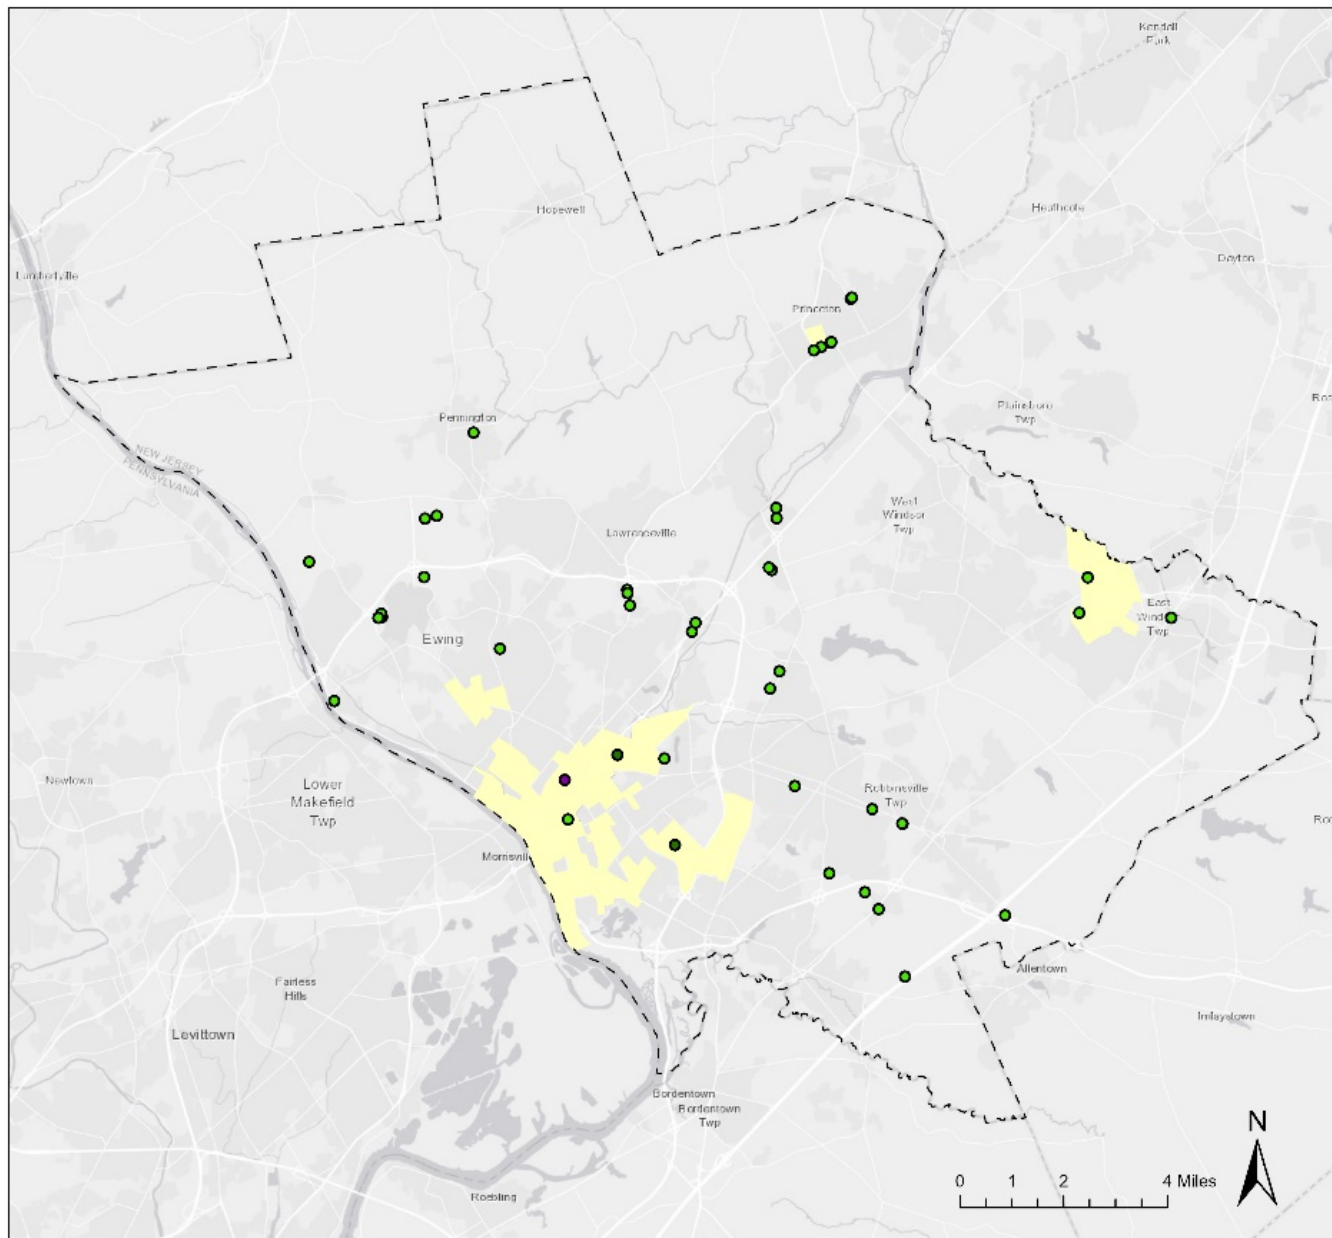 Kendall
Park
Hopewell
Heathcote
Dayton
Lambertville
Princeton
Plainsboro
Twp
Pennington
NEW JERSEY
PENNSYLVANIA
West
Windsor
Twp
Lawrenceville
East
Windsor
Twp
Ewing
Newtown
Lower
Makefield
Twp
Robbinsville
Twp
Morrisvill
Allentown
Fairless
Hills
Imlaystown
Levittown
Bordentown
Bordentown
Twp
N
0 1 2 4 Miles
Roebling